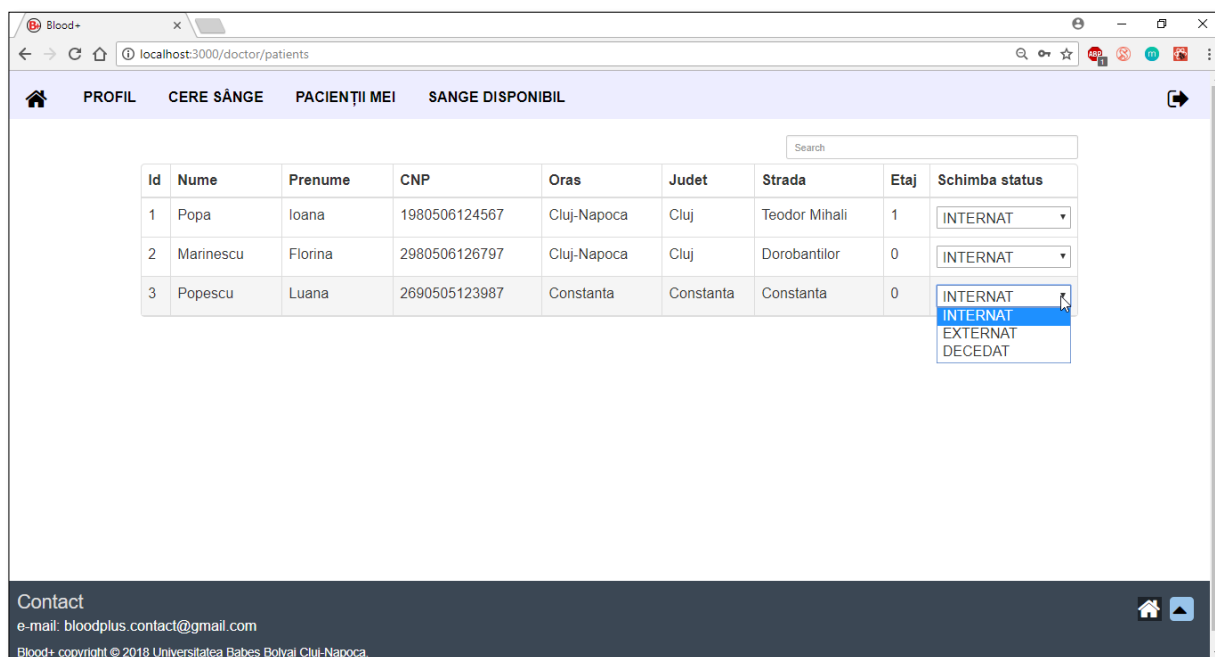 Blood+
localhost:3000/doctor/patients
ABP
1
m
PROFIL CERE SÂNGE PACIENȚII MEI SANGE DISPONIBIL
Search
Id Nume Prenume CNP Oras Judet Strada Etaj Schimba status
1 Popa Ioana 1980506124567 Cluj-Napoca Cluj Teodor Mihali 1 INTERNAT
2 Marinescu Florina 2980506126797 Cluj-Napoca Cluj Dorobantilor 0 INTERNAT
3 Popescu Luana 2690505123987 Constanta Constanta Constanta 0 INTERNAT
INTERNAT
EXTERNAT
DECEDAT
Contact
e-mail: bloodplus.contact@gmail.com
Blood+ copyright © 2018 Universitatea Babes Bolyai Cluj-Napoca.